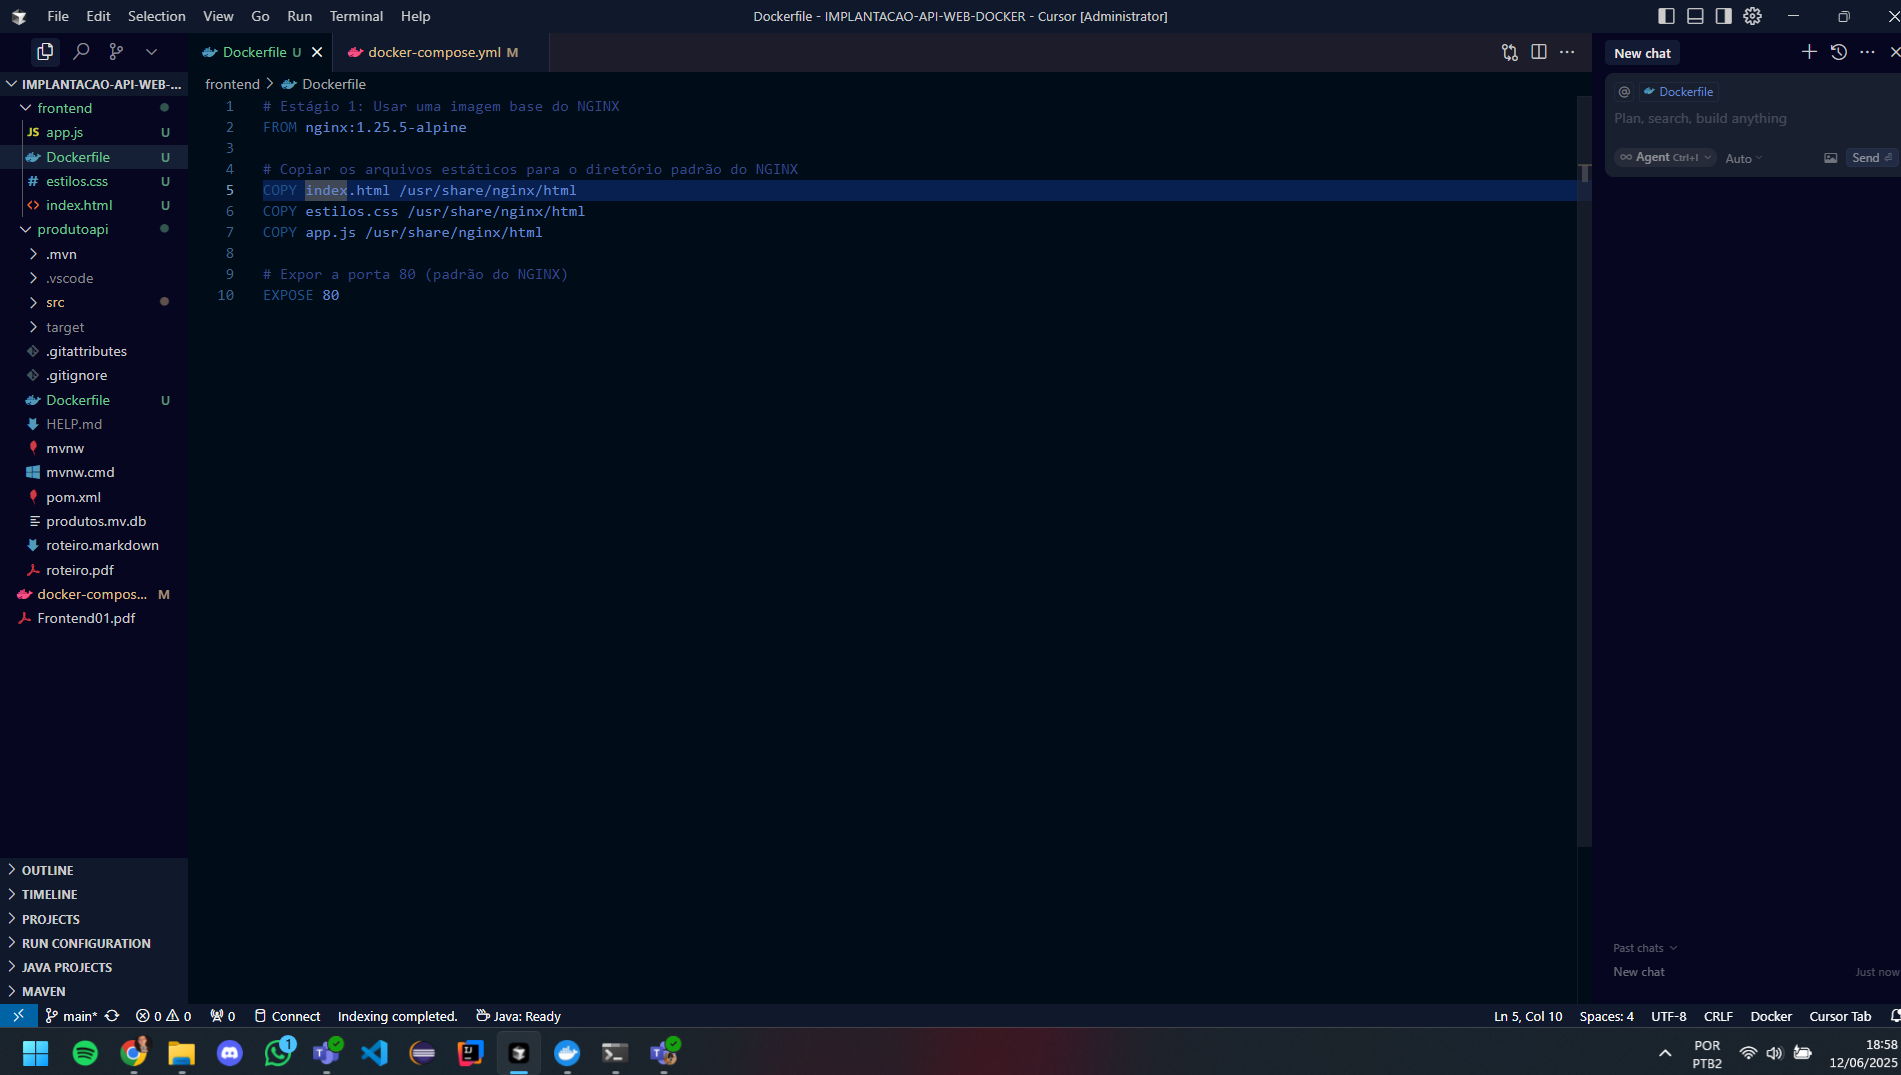 File Edit Selection View Go Run Terminal Help
Dockerfile - IMPLANTACAO-API-WEB-DOCKER - Cursor [Administrator]
IMPLANTACAO-API-WEB-...
frontend
JS app.js U
Dockerfile U
# estilos.css U
<> index.html U
produtoapi
.mvn
.vscode
src
target
.gitattributes
.gitignore
Dockerfile U
HELP.md
mvnw
mvnw.cmd
pom.xml
produtos.mv.db
roteiro.markdown
roteiro.pdf
docker-compos... M
Frontend01.pdf
OUTLINE
TIMELINE
PROJECTS
RUN CONFIGURATION
JAVA PROJECTS
MAVEN
Dockerfile U
docker-compose.yml M
frontend > Dockerfile
1 # Estágio 1: Usar uma imagem base do NGINX
2 FROM nginx:1.25.5-alpine
3
4 # Copiar os arquivos estáticos para o diretório padrão do NGINX
5 COPY index.html /usr/share/nginx/html
6 COPY estilos.css /usr/share/nginx/html
7 COPY app.js /usr/share/nginx/html
8
9 # Expor a porta 80 (padrão do NGINX)
10 EXPOSE 80
New chat
@ Dockerfile
Plan, search, build anything
∞ Agent Ctrl+I Auto Send
Past chats
New chat Just now
main* 0 0 0 Connect Indexing completed. Java: Ready
Ln 5, Col 10 Spaces: 4 UTF-8 CRLF Docker Cursor Tab
1
POR
PTB2
18:58
12/06/2025